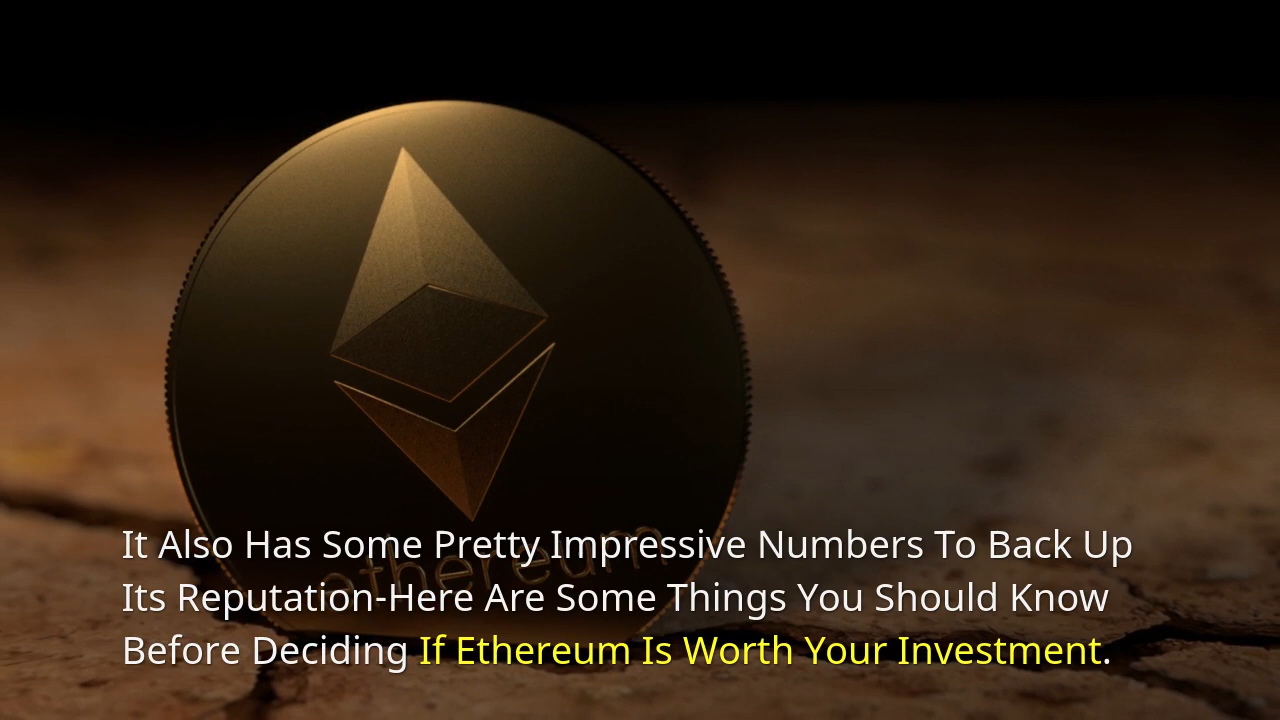 ethereum
It Also Has Some Pretty Impressive Numbers To Back Up
Its Reputation-Here Are Some Things You Should Know
Before Deciding If Ethereum Is Worth Your Investment.